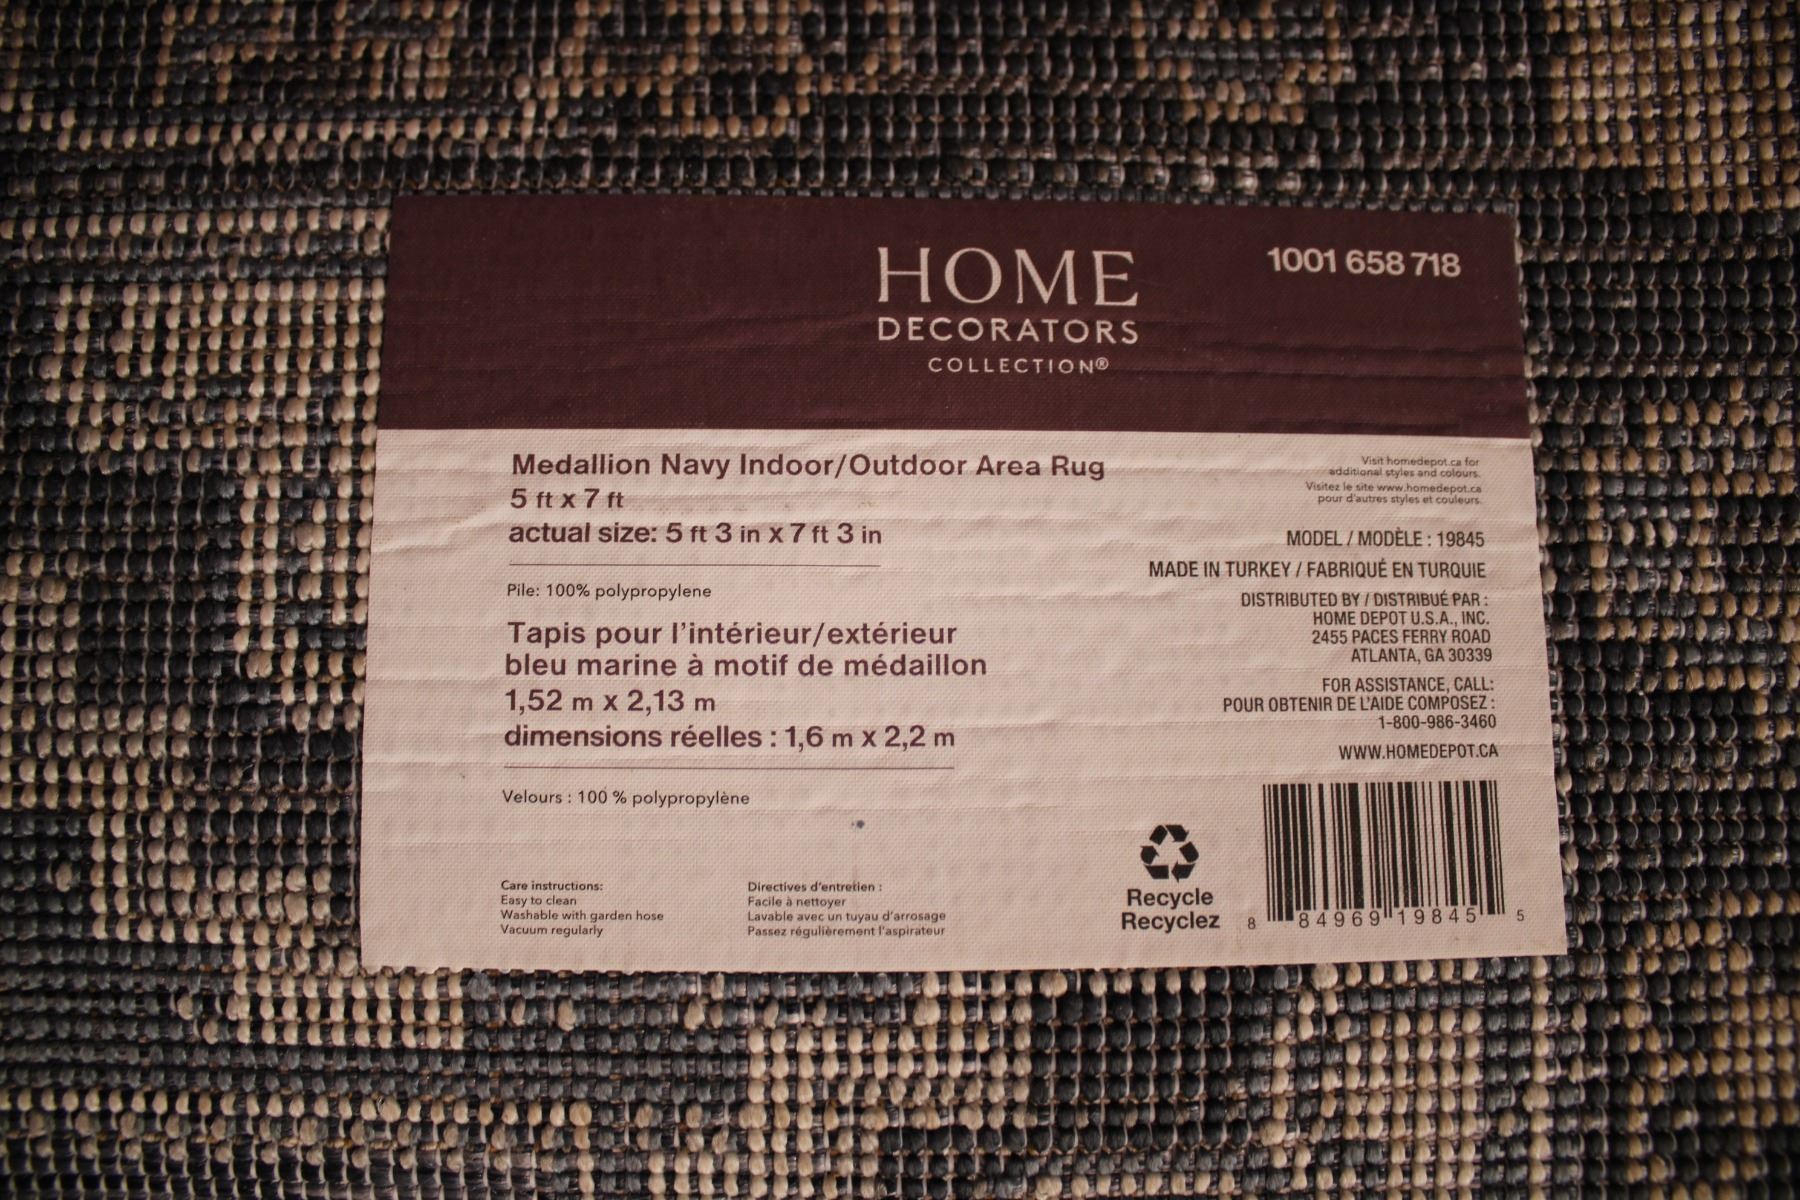 HOME
DECORATORS
COLLECTION®
1001 658 718
Medallion Navy Indoor/Outdoor Area Rug
5 ft x 7 ft
actual size: 5 ft 3 in x 7 ft 3 in
Pile: 100% polypropylene
Tapis pour l'intérieur/extérieur
bleu marine à motif de médaillon
1,52 m x 2,13 m
dimensions réelles : 1,6 m x 2,2 m
Velours : 100 % polypropylène
Care instructions:
Easy to clean
Washable with garden hose
Vacuum regularly
Directives d'entretien :
Facile à nettoyer
Lavable avec un tuyau d'arrosage
Passez régulièrement l'aspirateur
Visit homedepot.ca for
additional styles and colours.
Visitez le site www.homedepot.ca
pour d'autres styles et couleurs.
MODEL / MODÈLE : 19845
MADE IN TURKEY / FABRIQUÉ EN TURQUIE
DISTRIBUTED BY / DISTRIBUÉ PAR :
HOME DEPOT U.S.A., INC.
2455 PACES FERRY ROAD
ATLANTA, GA 30339
FOR ASSISTANCE, CALL:
POUR OBTENIR DE L'AIDE COMPOSEZ :
1-800-986-3460
WWW.HOMEDEPOT.CA
Recycle
Recyclez
8 84969 19845 5